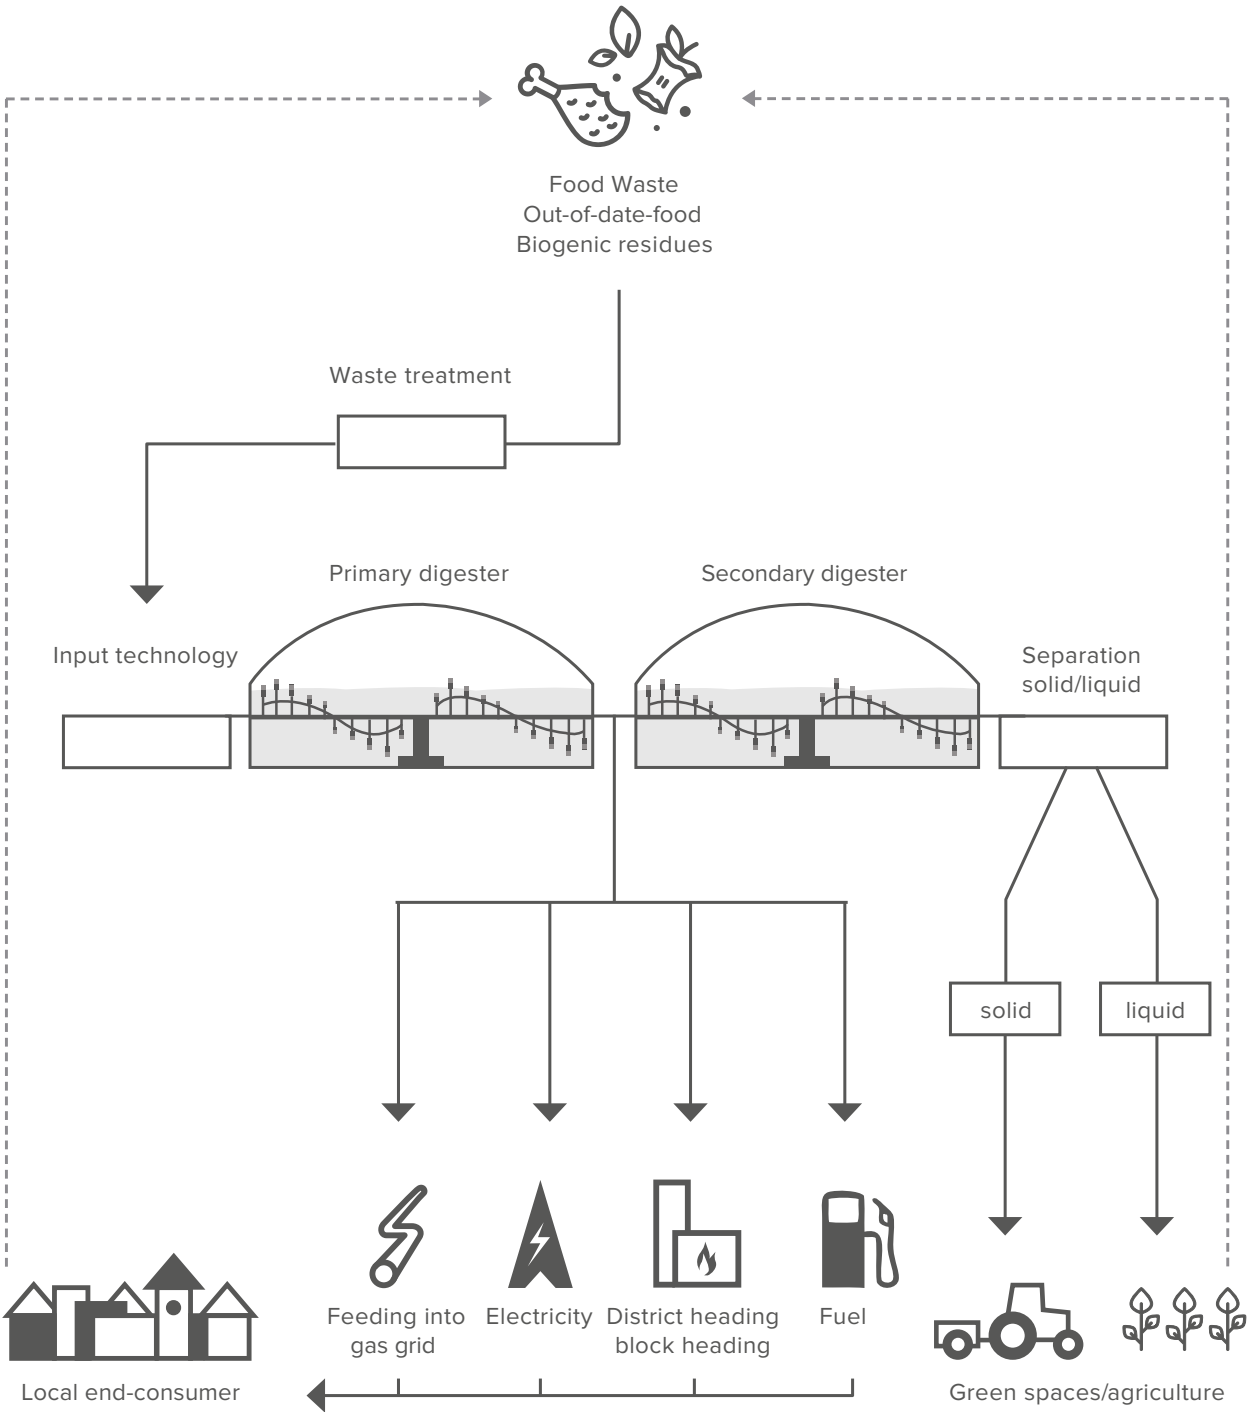 Food Waste
Out-of-date-food
Biogenic residues
Waste treatment
Primary digester
Secondary digester
Input technology
Separation
solid/liquid
solid
liquid
Feeding into
gas grid
Electricity
District heading
block heading
Fuel
Local end-consumer
Green spaces/agriculture